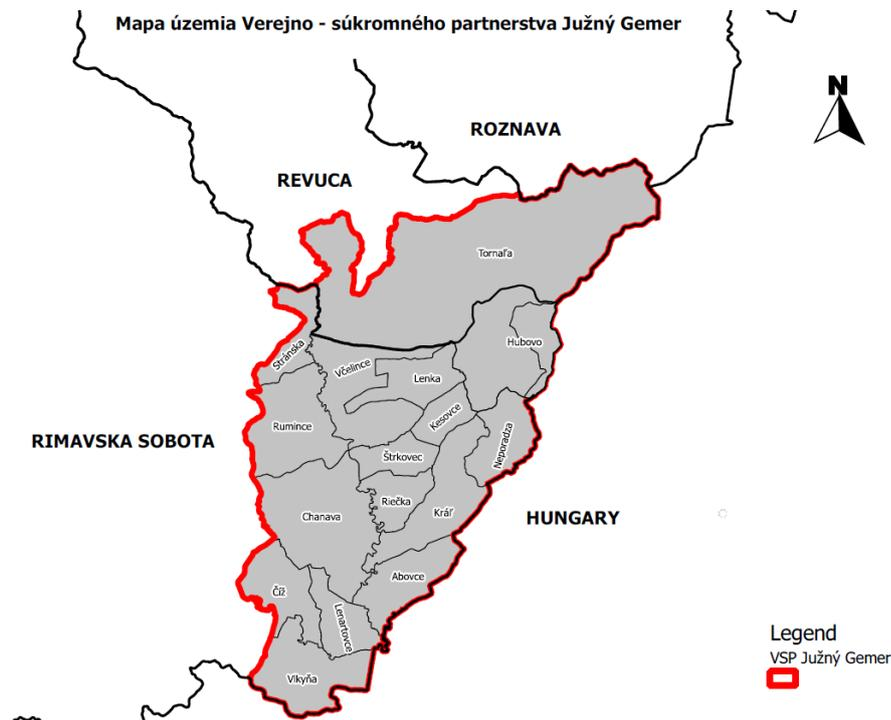 Mapa územia Verejno - súkromného partnerstva Južný Gemer
N
ROZNAVA
REVUCA
Tornaľa
Hubovo
Stránska
Včelince
Lenka
Kesovce
Rumince
RIMAVSKA SOBOTA
Neporadza
Štrkovec
Riečka
Kráľ
Chanava
HUNGARY
Abovce
Číž
Lenartovce
Vlkyňa
Legend
VSP Južný Gemer